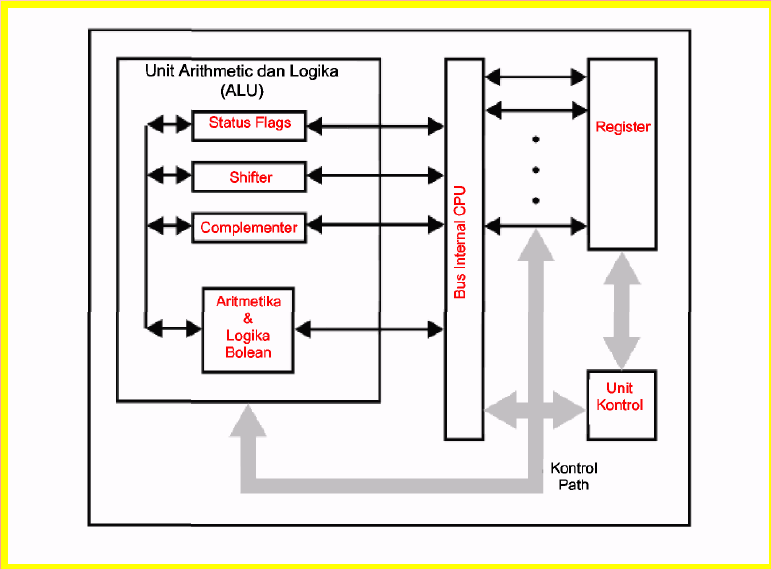 Unit Arithmetic dan Logika
(ALU)
Status Flags
Shifter
Complementer
Aritmetika
&
Logika
Bolean
Bus Internal CPU
Register
Unit
Kontrol
Kontrol
Path